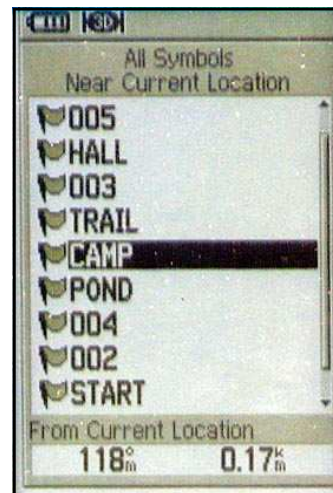 3D
All Symbols
Near Current Location
005
HALL
003
TRAIL
CAMP
POND
004
002
START
From Current Location
118°m 0.17km